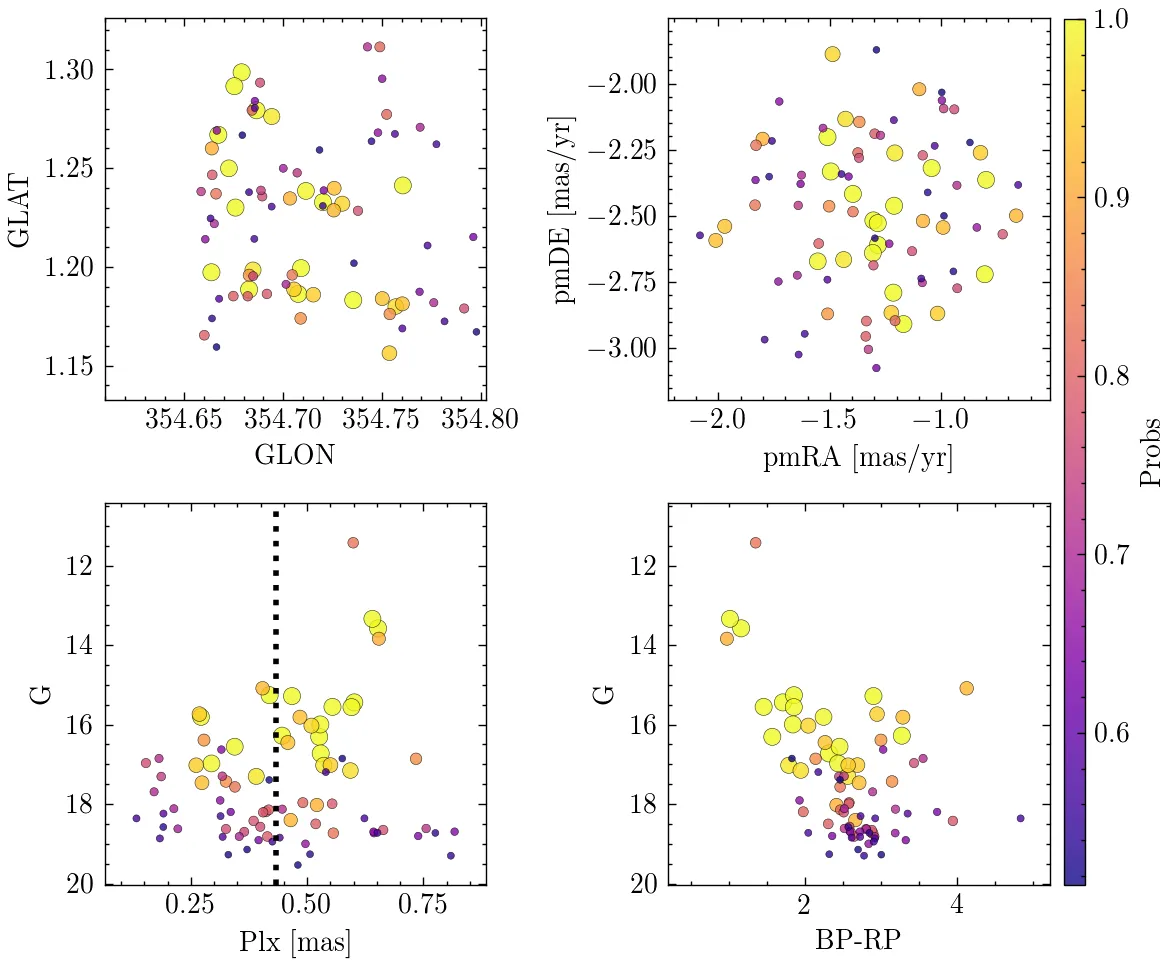 1.30
1.25
1.20
1.15
GLAT
354.65 354.70 354.75 354.80
GLON
−2.00
−2.25
−2.50
−2.75
−3.00
pmDE [mas/yr]
−2.0 −1.5 −1.0
pmRA [mas/yr]
12
14
16
18
20
G
0.25 0.50 0.75
Plx [mas]
12
14
16
18
20
G
2 4
BP-RP
1.0
0.9
0.8
0.7
0.6
Probs